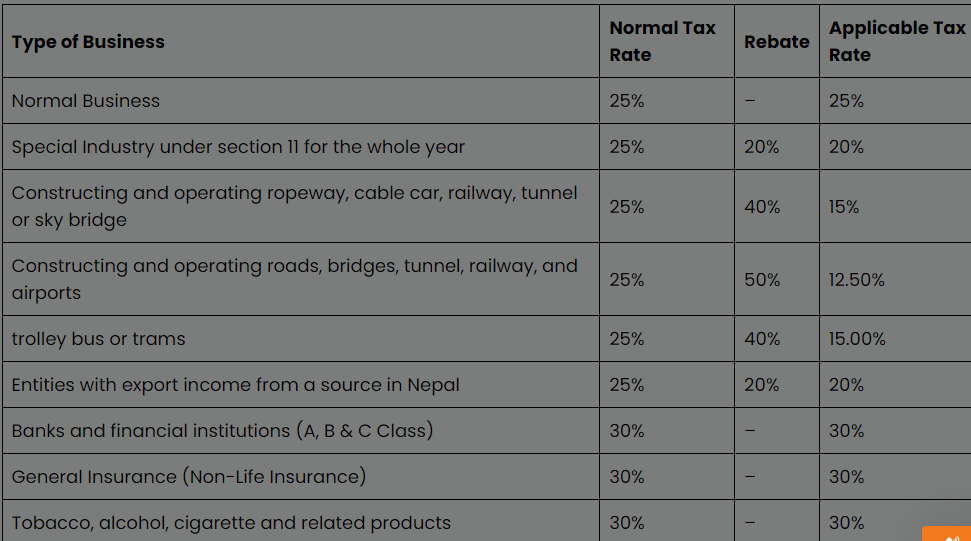 Type of Business Normal Tax Rate Rebate Applicable Tax Rate
Normal Business 25% – 25%
Special Industry under section 11 for the whole year 25% 20% 20%
Constructing and operating ropeway, cable car, railway, tunnel
or sky bridge 25% 40% 15%
Constructing and operating roads, bridges, tunnel, railway, and
airports 25% 50% 12.50%
trolley bus or trams 25% 40% 15.00%
Entities with export income from a source in Nepal 25% 20% 20%
Banks and financial institutions (A, B & C Class) 30% – 30%
General Insurance (Non-Life Insurance) 30% – 30%
Tobacco, alcohol, cigarette and related products 30% – 30%